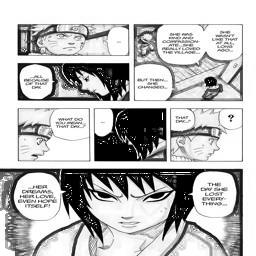 SHE
WASN'T
LIKE THAT
AT ALL
LONG
AGO...
SHE WAS
KIND AND
COMPASSION-
ATE...SHE
REALLY LOVED
THE VILLAGE...
...
BUT THEN...
SHE
CHANGED...
...ALL
BECAUSE
OF THAT
DAY.
?
THAT
DAY...?
...
WHAT DO
YOU MEAN,
THAT DAY...?
THE DAY
SHE LOST
EVERY-
THING...
...HER
DREAMS,
HER LOVE,
EVEN HOPE
ITSELF!